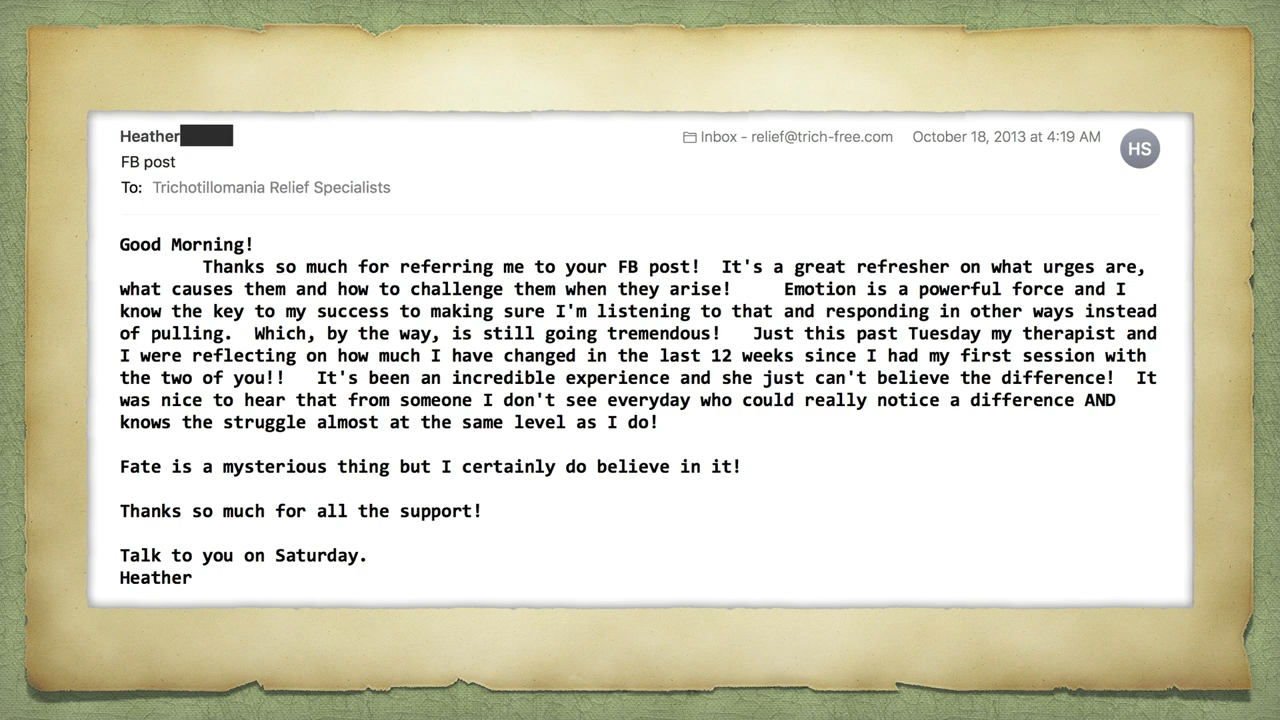 Heather
Inbox - relief@trich-free.com October 18, 2013 at 4:19 AM
HS
FB post
To: Trichotillomania Relief Specialists
Good Morning!
Thanks so much for referring me to your FB post! It's a great refresher on what urges are,
what causes them and how to challenge them when they arise! Emotion is a powerful force and I
know the key to my success to making sure I'm listening to that and responding in other ways instead
of pulling. Which, by the way, is still going tremendous! Just this past Tuesday my therapist and
I were reflecting on how much I have changed in the last 12 weeks since I had my first session with
the two of you!! It's been an incredible experience and she just can't believe the difference! It
was nice to hear that from someone I don't see everyday who could really notice a difference AND
knows the struggle almost at the same level as I do!
Fate is a mysterious thing but I certainly do believe in it!
Thanks so much for all the support!
Talk to you on Saturday.
Heather